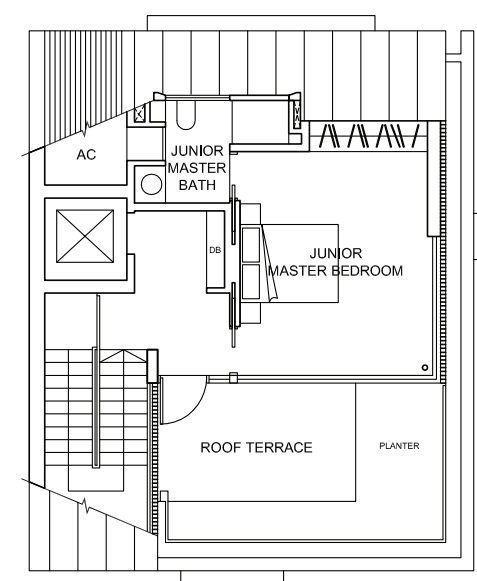 AC
JUNIOR
MASTER
BATH
DB
JUNIOR
MASTER BEDROOM
ROOF TERRACE
PLANTER